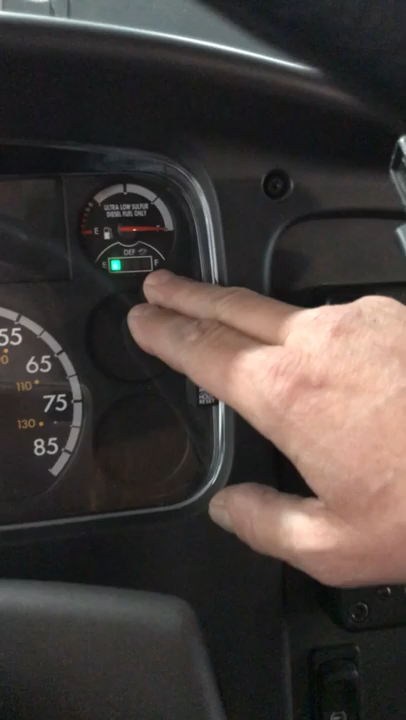 ULTRA LOW SULFUR
DIESEL FUEL ONLY
E
DEF
E F
55
65
110
75
130
85